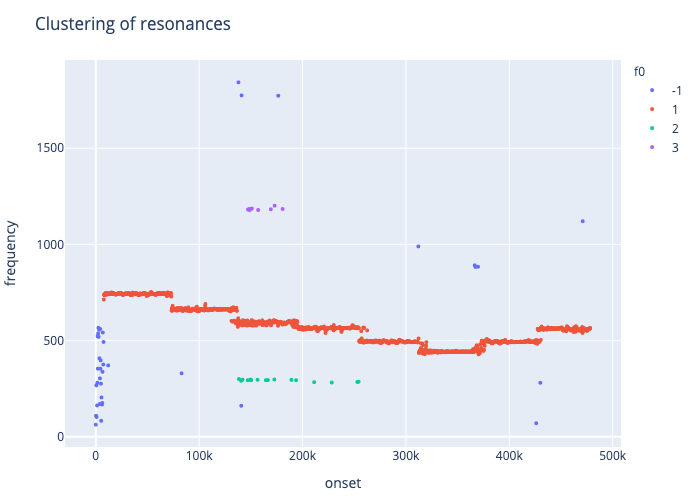 Clustering of resonances
f0
-1
1
2
3
1500
1000
500
0
frequency
0
100k
200k
300k
400k
500k
onset